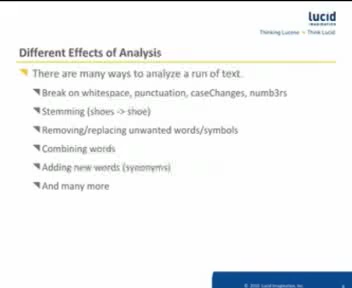 lucid
IMAGINATION
Thinking Lucene - Think Lucid
Different Effects of Analysis
There are many ways to analyze a run of text.
Break on whitespace, punctuation, caseChanges, numb3rs
Stemming (shoes -> shoe)
Removing/replacing unwanted words/symbols
Combining words
Adding new words (synonyms)
And many more
© 2010 Lucid Imagination, Inc.